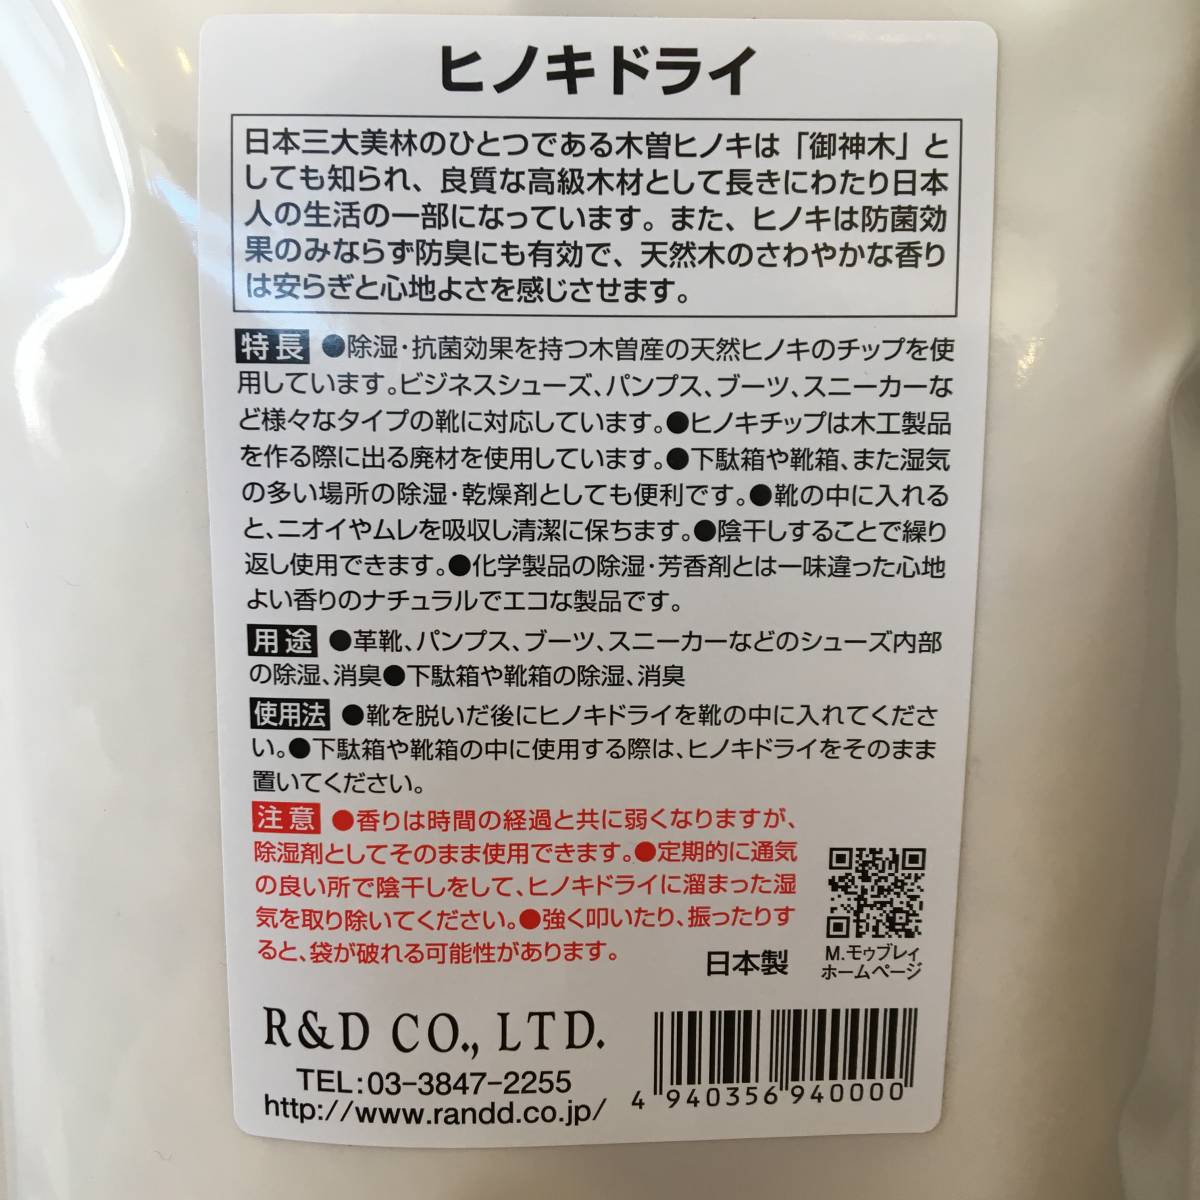 ヒノキドライ
日本三大美林のひとつである木曽ヒノキは「御神木」と
しても知られ、良質な高級木材として長きにわたり日本
人の生活の一部になっています。また、ヒノキは防菌効
果のみならず防臭にも有効で、天然木のさわやかな香り
は安らぎと心地よさを感じさせます。
特長 ●除湿・抗菌効果を持つ木曽産の天然ヒノキのチップを使
用しています。ビジネスシューズ、パンプス、ブーツ、スニーカーな
ど様々なタイプの靴に対応しています。●ヒノキチップは木工製品
を作る際に出る廃材を使用しています。●下駄箱や靴箱、また湿気
の多い場所の除湿・乾燥剤としても便利です。●靴の中に入れる
と、ニオイやムレを吸収し清潔に保ちます。●陰干しすることで繰り
返し使用できます。●化学製品の除湿・芳香剤とは一味違った心地
よい香りのナチュラルでエコな製品です。
用途 ●革靴、パンプス、ブーツ、スニーカーなどのシューズ内部
の除湿、消臭●下駄箱や靴箱の除湿、消臭
使用法 ●靴を脱いだ後にヒノキドライを靴の中に入れてくださ
い。●下駄箱や靴箱の中に使用する際は、ヒノキドライをそのまま
置いてください。
注意 ●香りは時間の経過と共に弱くなりますが、
除湿剤としてそのまま使用できます。●定期的に通気
の良い所で陰干しをして、ヒノキドライに溜まった湿
気を取り除いてください。●強く叩いたり、振ったりす
ると、袋が破れる可能性があります。
日本製
M.モゥブレィ
ホームページ
R&D CO., LTD.
TEL:03-3847-2255
http://www.randd.co.jp/
4 940356 940000